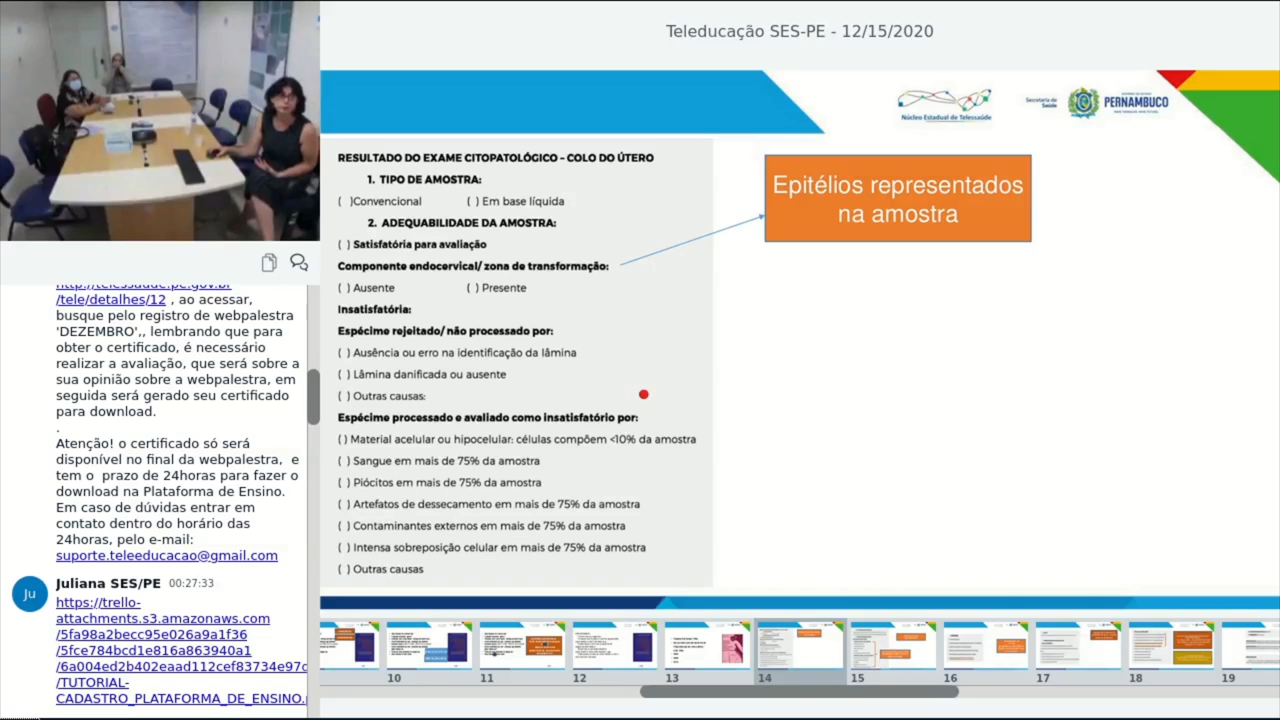 Teleducação SES-PE - 12/15/2020
Núcleo Estadual de Telessaúde
Secretaria de
Saúde
PERNAMBUCO
RESULTADO DO EXAME CITOPATOLÓGICO - COLO DO ÚTERO
1. TIPO DE AMOSTRA:
( )Convencional ( ) Em base líquida
2. ADEQUABILIDADE DA AMOSTRA:
( ) Satisfatória para avaliação
Componente endocervical/ zona de transformação:
( ) Ausente ( ) Presente
Insatisfatória:
Espécime rejeitado/ não processado por:
( ) Ausência ou erro na identificação da lâmina
( ) Lâmina danificada ou ausente
( ) Outras causas:
Espécime processado e avaliado como insatisfatório por:
( ) Material acelular ou hipocelular: células compõem <10% da amostra
( ) Sangue em mais de 75% da amostra
( ) Piócitos em mais de 75% da amostra
( ) Artefatos de dessecamento em mais de 75% da amostra
( ) Contaminantes externos em mais de 75% da amostra
( ) Intensa sobreposição celular em mais de 75% da amostra
( ) Outras causas
Epitélios representados
na amostra
http://telessaude.pe.gov.br
/tele/detalhes/12 , ao acessar,
busque pelo registro de webpalestra
'DEZEMBRO',, lembrando que para
obter o certificado, é necessário
realizar a avaliação, que será sobre a
sua opinião sobre a webpalestra, em
seguida será gerado seu certificado
para download.
.
Atenção! o certificado só será
disponível no final da webpalestra, e
tem o prazo de 24horas para fazer o
download na Plataforma de Ensino.
Em caso de dúvidas entrar em
contato dentro do horário das
24horas, pelo e-mail:
suporte.teleeducacao@gmail.com
Ju
Juliana SES/PE 00:27:33
https://trello-
attachments.s3.amazonaws.com
/5fa98a2becc95e026a9a1f36
/5fce784bcd1e816a86394ba1
/6a004ed2b402eaad112cef83734e97c
/TUTORIAL-
CADASTRO_PLATAFORMA_DE_ENSINO.
10 11 12 13 14 15 16 17 18 19